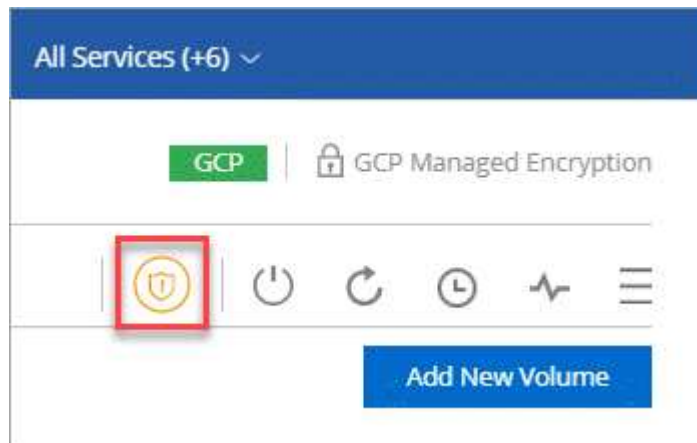 All Services (+6)
GCP GCP Managed Encryption
Add New Volume